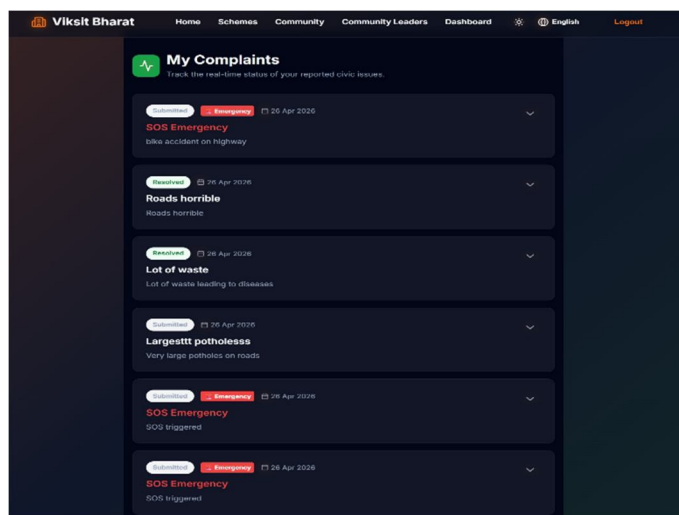 Viksit Bharat Home Schemes Community Community Leaders Dashboard English Logout
My Complaints
Track the real-time status of your reported civic issues.
Submitted Emergency 26 Apr 2026
SOS Emergency
bike accident on highway
Resolved 26 Apr 2026
Roads horrible
Roads horrible
Resolved 26 Apr 2026
Lot of waste
Lot of waste leading to diseases
Submitted 26 Apr 2026
Largesttt potholesss
Very large potholes on roads
Submitted Emergency 26 Apr 2026
SOS Emergency
SOS triggered
Submitted Emergency 26 Apr 2026
SOS Emergency
SOS triggered